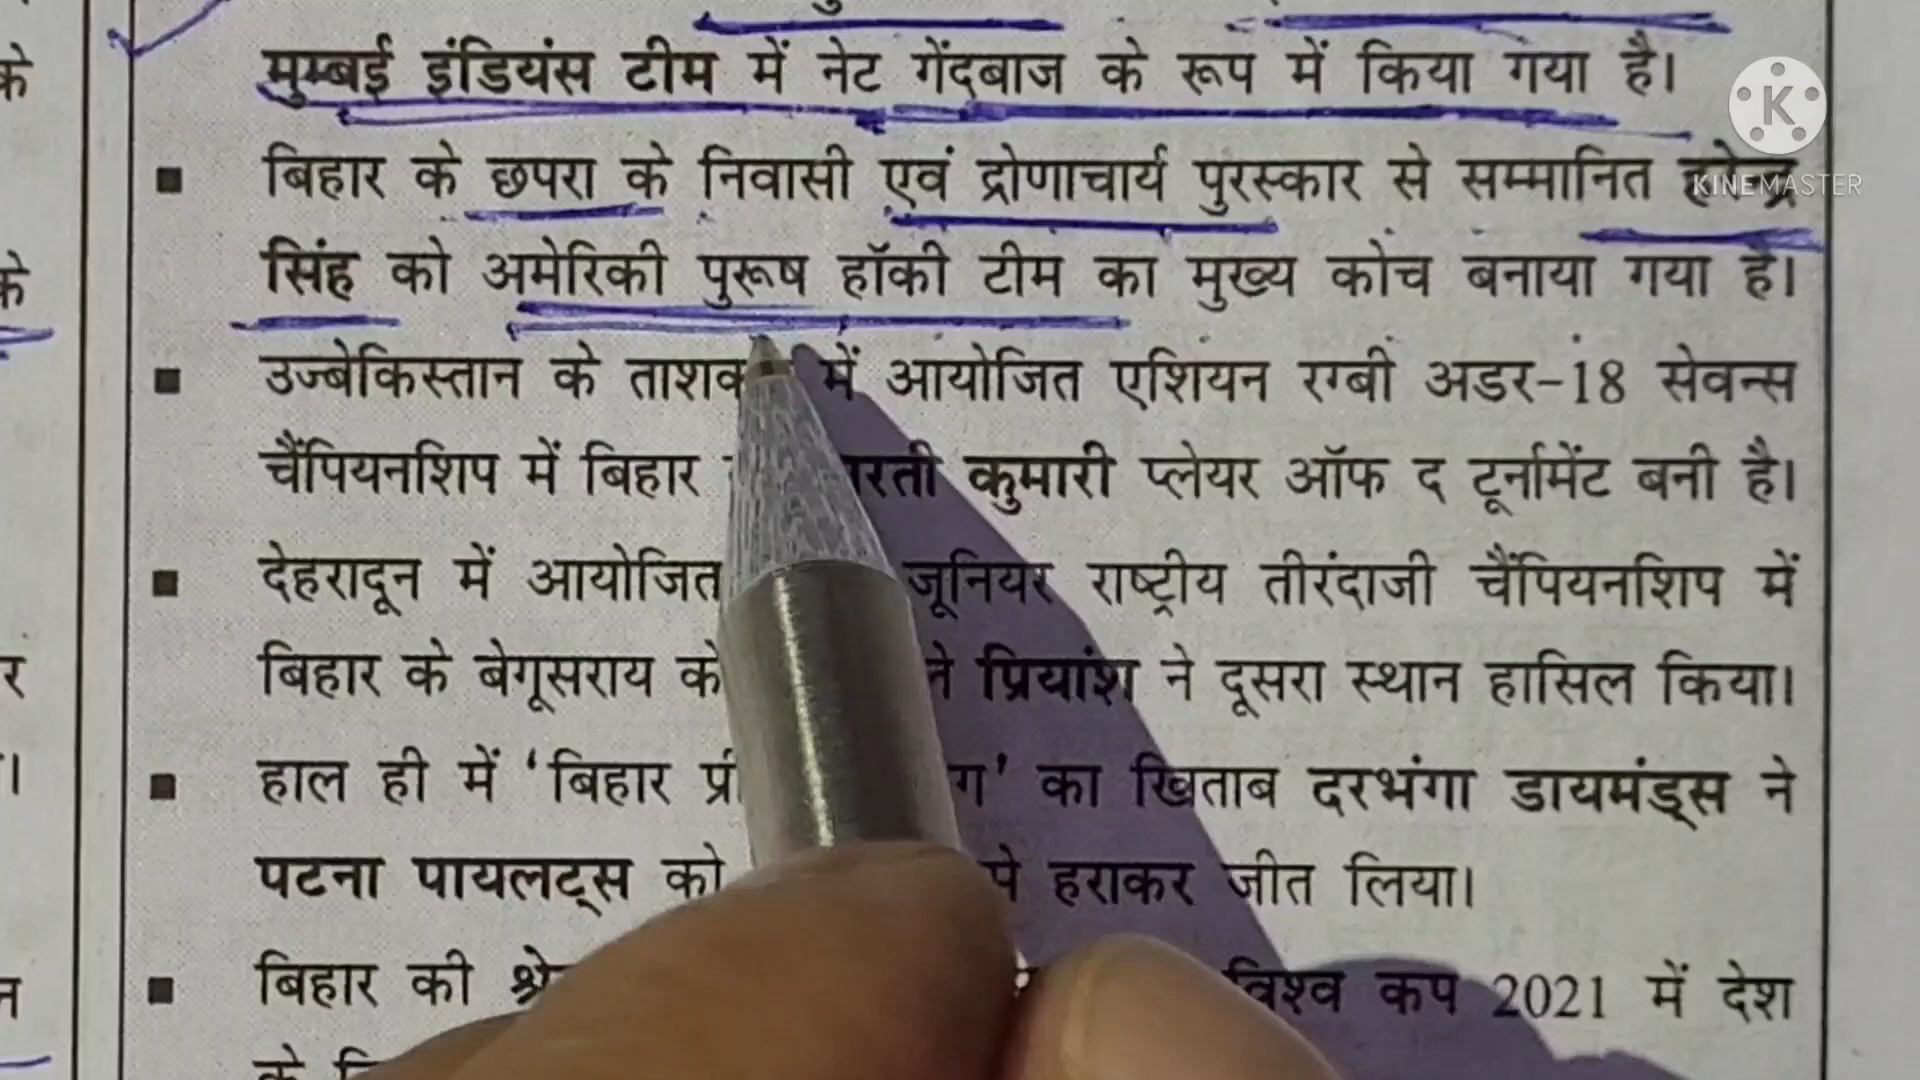 मुम्बई इंडियंस टीम में नेट गेंदबाज के रूप में किया गया है।
K
KINEMASTER
बिहार के छपरा के निवासी एवं द्रोणाचार्य पुरस्कार से सम्मानित हरेन्द्र
सिंह को अमेरिकी पुरूष हॉकी टीम का मुख्य कोच बनाया गया है।
उज्बेकिस्तान के में आयोजित एशियन रग्बी अडर-18 सेवन्स
चैंपियनशिप में बिहार कुमारी प्लेयर ऑफ द टूर्नामेंट बनी है।
देहरादून में आयोजित जूनियर राष्ट्रीय तीरंदाजी चैंपियनशिप में
बिहार के बेगूसराय के प्रियांश ने दूसरा स्थान हासिल किया।
हाल ही में ‘बिहार का खिताब दरभंगा डायमंड्स ने
पटना पायलट्स को हराकर जीत लिया।
बिहार की विश्व कप 2021 में देश
के